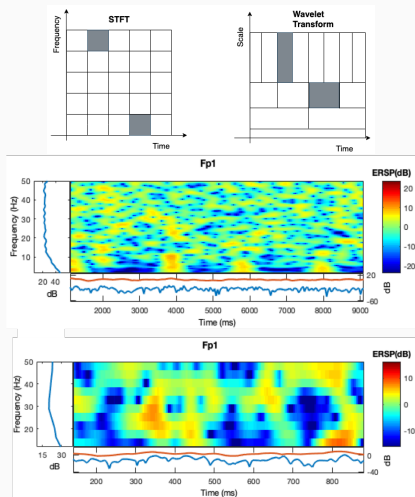 STFT
Frequency
Time
Wavelet
Transform
Scale
Time
Fp1
ERSP(dB)
Frequency (Hz)
50
40
30
20
10
20
10
0
-10
-20
20 40
dB
20
-60
dB
2000 3000 4000 5000 6000 7000 8000 9000
Time (ms)
Fp1
ERSP(dB)
Frequency (Hz)
50
40
30
20
10
0
-10
15 30
dB
0
-40
dB
200 400 600 800
Time (ms)